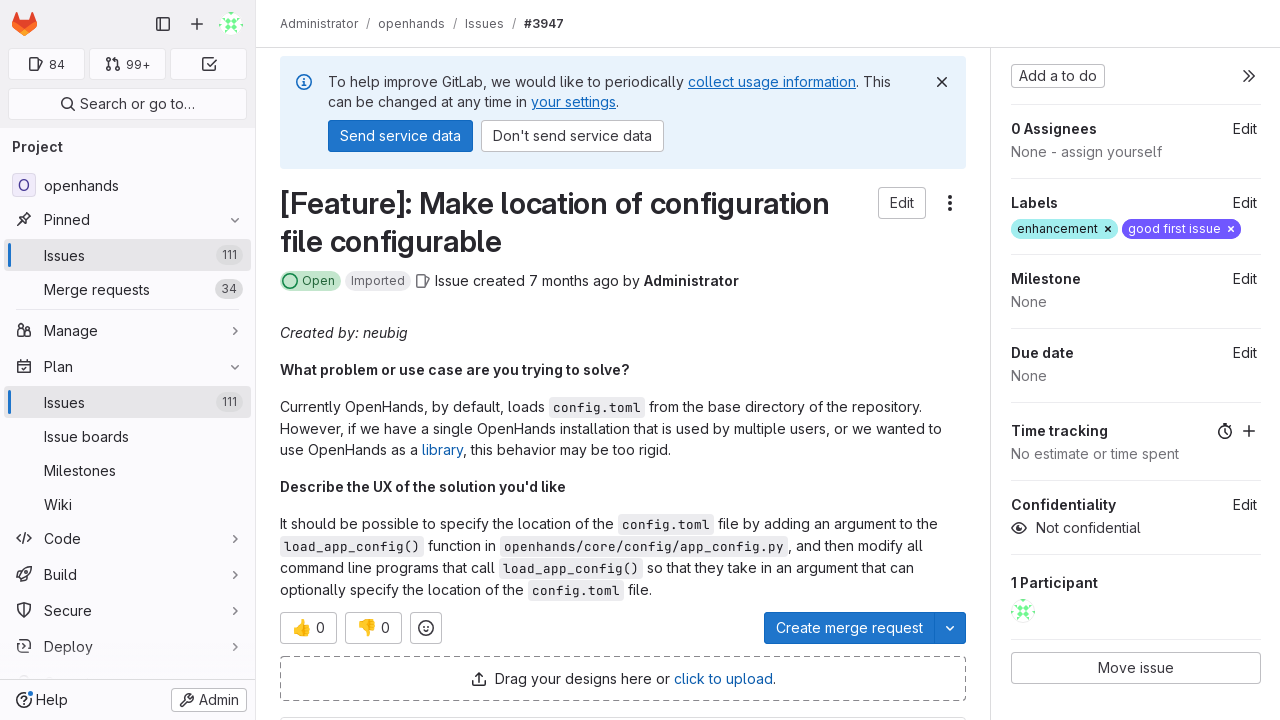 Administrator / openhands / Issues / #3947
84
99+
Search or go to…
Project
O openhands
Pinned
Issues 111
Merge requests 34
Manage
Plan
Issues 111
Issue boards
Milestones
Wiki
Code
Build
Secure
Deploy
Help
Admin
To help improve GitLab, we would like to periodically collect usage information. This
can be changed at any time in your settings.
Send service data
Don't send service data
[Feature]: Make location of configuration
file configurable
Edit
Open Imported Issue created 7 months ago by Administrator
Created by: neubig
What problem or use case are you trying to solve?
Currently OpenHands, by default, loads config.toml from the base directory of the repository.
However, if we have a single OpenHands installation that is used by multiple users, or we wanted to
use OpenHands as a library, this behavior may be too rigid.
Describe the UX of the solution you'd like
It should be possible to specify the location of the config.toml file by adding an argument to the
load_app_config() function in openhands/core/config/app_config.py, and then modify all
command line programs that call load_app_config() so that they take in an argument that can
optionally specify the location of the config.toml file.
👍 0
👎 0
Create merge request
Drag your designs here or click to upload.
Add a to do
0 Assignees Edit
None - assign yourself
Labels Edit
enhancement × good first issue ×
Milestone Edit
None
Due date Edit
None
Time tracking
No estimate or time spent
Confidentiality Edit
Not confidential
1 Participant
Move issue